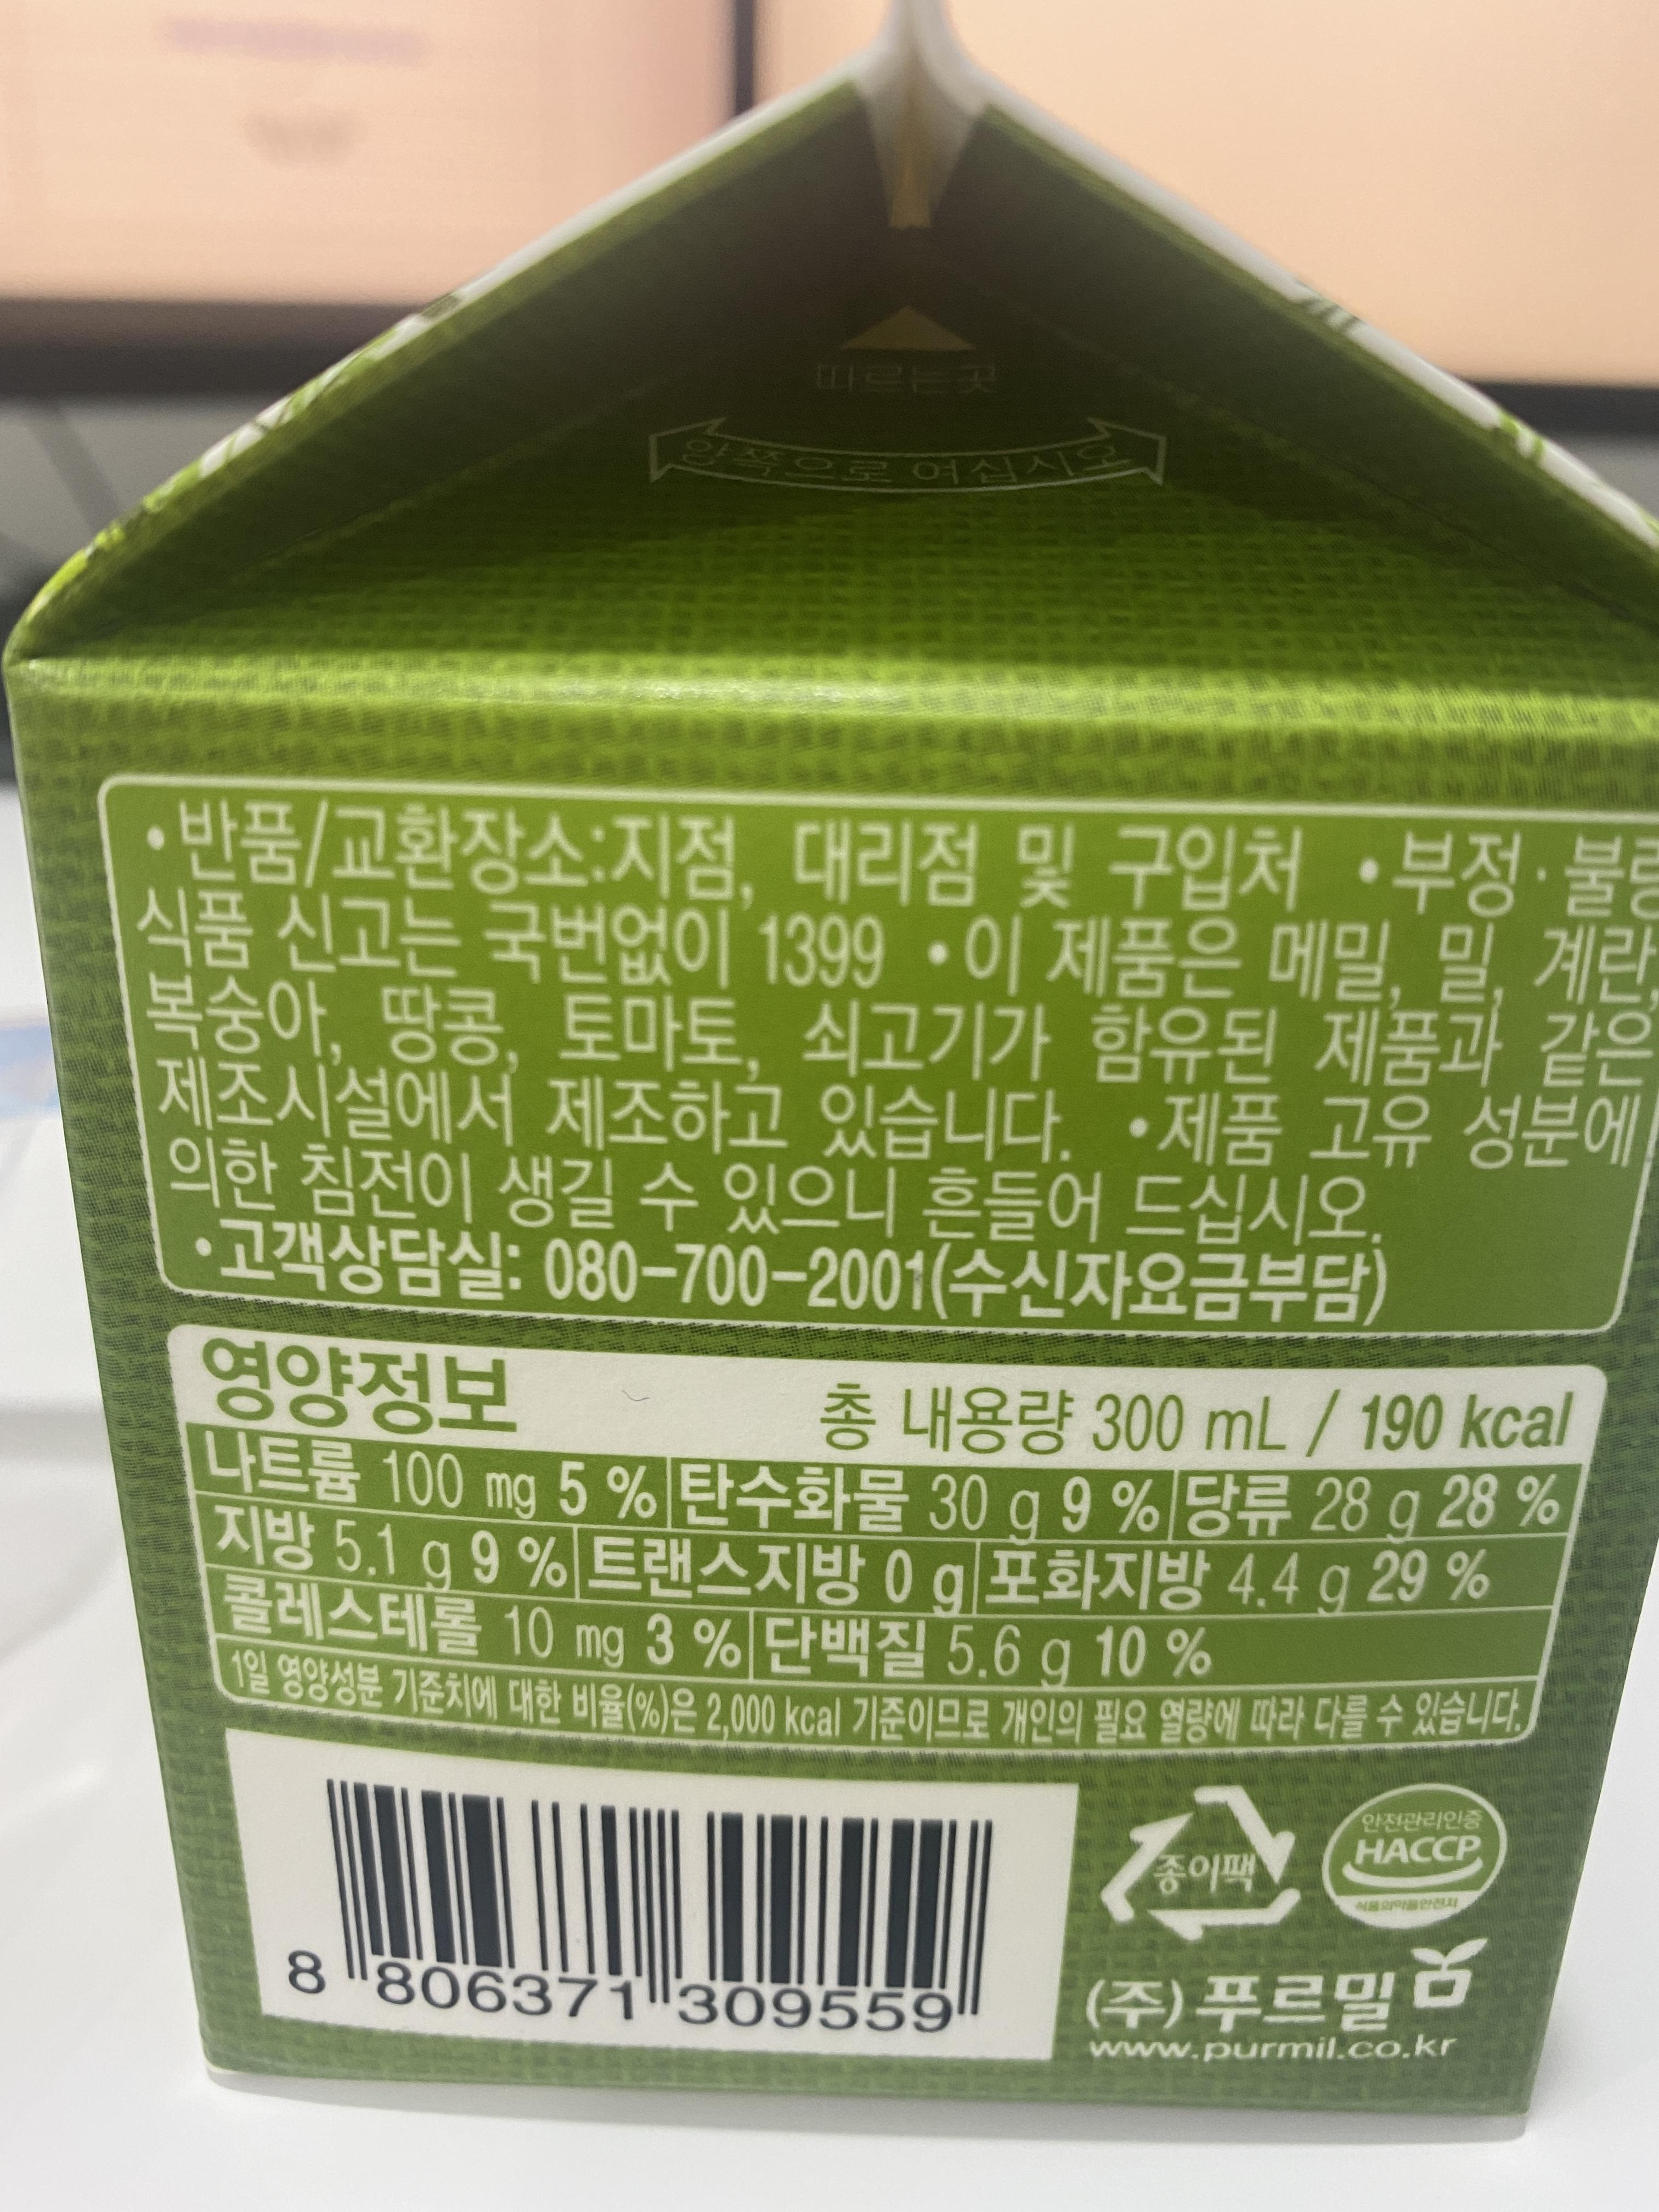 따르는곳
양쪽으로 여십시오
•반품/교환장소:지점, 대리점 및 구입처 •부정·불량
식품 신고는 국번없이 1399 •이 제품은 메밀, 밀, 계란,
복숭아, 땅콩, 토마토, 쇠고기가 함유된 제품과 같은
제조시설에서 제조하고 있습니다. •제품 고유 성분에
의한 침전이 생길 수 있으니 흔들어 드십시오.
•고객상담실: 080-700-2001(수신자요금부담)
영양정보 총 내용량 300 mL / 190 kcal
나트륨 100 mg 5 % 탄수화물 30 g 9 % 당류 28 g 28 %
지방 5.1 g 9 % 트랜스지방 0 g 포화지방 4.4 g 29 %
콜레스테롤 10 mg 3 % 단백질 5.6 g 10 %
1일 영양성분 기준치에 대한 비율(%)은 2,000 kcal 기준이므로 개인의 필요 열량에 따라 다를 수 있습니다.
8 806371 309559
종이팩
안전관리인증
HACCP
식품의약품안전처
(주)푸르밀
www.purmil.co.kr